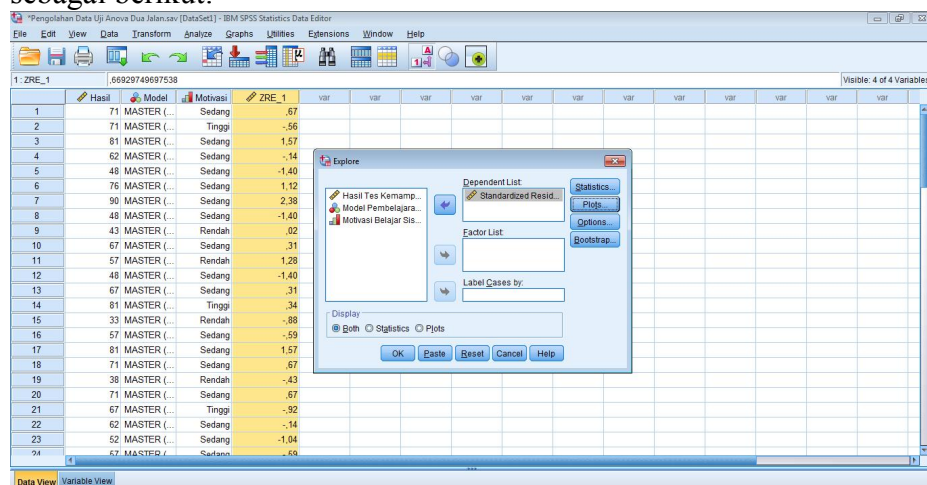 sebagai berikut:
*Pengolahan Data Uji Anova Dua Jalan.sav [DataSet1] - IBM SPSS Statistics Data Editor
File Edit View Data Transform Analyze Graphs Utilities Extensions Window Help
1 : ZRE_1 ,66929749697538 Visible: 4 of 4 Variables
Hasil Model Motivasi ZRE_1 var var var var var var var var var var var
1 71 MASTER (... Sedang ,67
2 71 MASTER (... Tinggi -,56
3 81 MASTER (... Sedang 1,57
4 62 MASTER (... Sedang -,14
5 48 MASTER (... Sedang -1,40
6 76 MASTER (... Sedang 1,12
7 90 MASTER (... Sedang 2,38
8 48 MASTER (... Sedang -1,40
9 43 MASTER (... Rendah ,02
10 67 MASTER (... Sedang ,31
11 57 MASTER (... Rendah 1,28
12 48 MASTER (... Sedang -1,40
13 67 MASTER (... Sedang ,31
14 81 MASTER (... Tinggi ,34
15 33 MASTER (... Rendah -,88
16 57 MASTER (... Sedang -,59
17 81 MASTER (... Sedang 1,57
18 71 MASTER (... Sedang ,67
19 38 MASTER (... Rendah -,43
20 71 MASTER (... Sedang ,67
21 67 MASTER (... Tinggi -,92
22 62 MASTER (... Sedang -,14
23 52 MASTER (... Sedang -1,04
24 57 MASTER (... Sedang -,59
Explore
Hasil Tes Kemamp...
Model Pembelajara...
Motivasi Belajar Sis...
Dependent List:
Standardized Resid...
Factor List:
Label Cases by:
Statistics...
Plots...
Options...
Bootstrap...
Display
Both Statistics Plots
OK Paste Reset Cancel Help
Data View Variable View